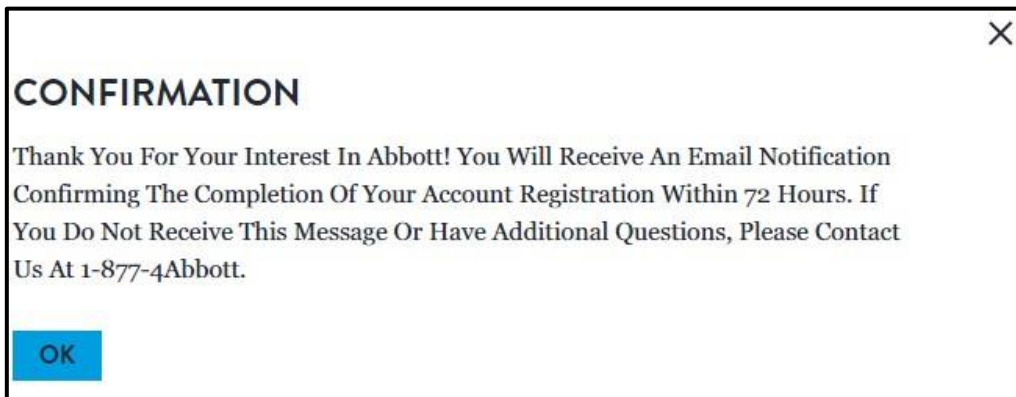 CONFIRMATION
Thank You For Your Interest In Abbott! You Will Receive An Email Notification
Confirming The Completion Of Your Account Registration Within 72 Hours. If
You Do Not Receive This Message Or Have Additional Questions, Please Contact
Us At 1-877-4Abbott.
OK